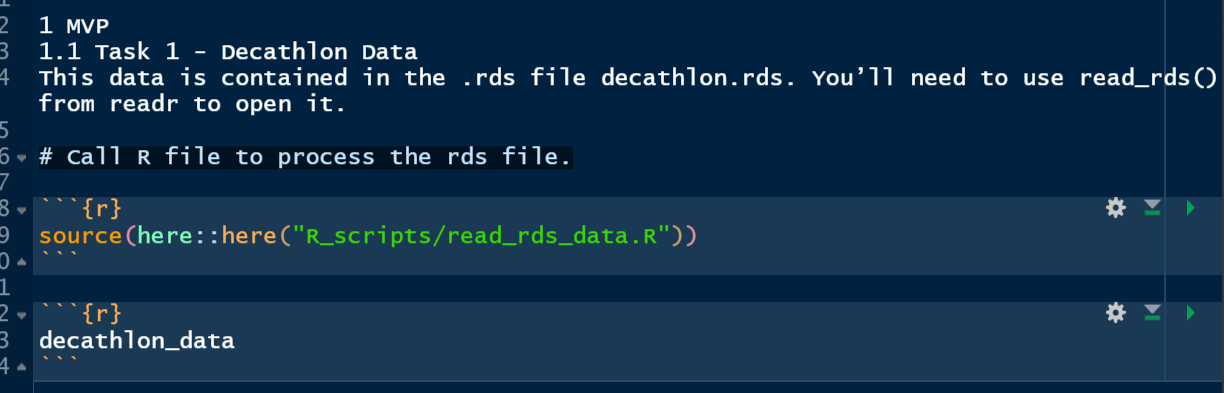 2 1 MVP
3 1.1 Task 1 – Decathlon Data
4 This data is contained in the .rds file decathlon.rds. You’ll need to use read_rds()
from readr to open it.
5
6 # Call R file to process the rds file.
7
8 ```{r}
9 source(here::here("R_scripts/read_rds_data.R"))
0 ```
1
2 ```{r}
3 decathlon_data
4 ```